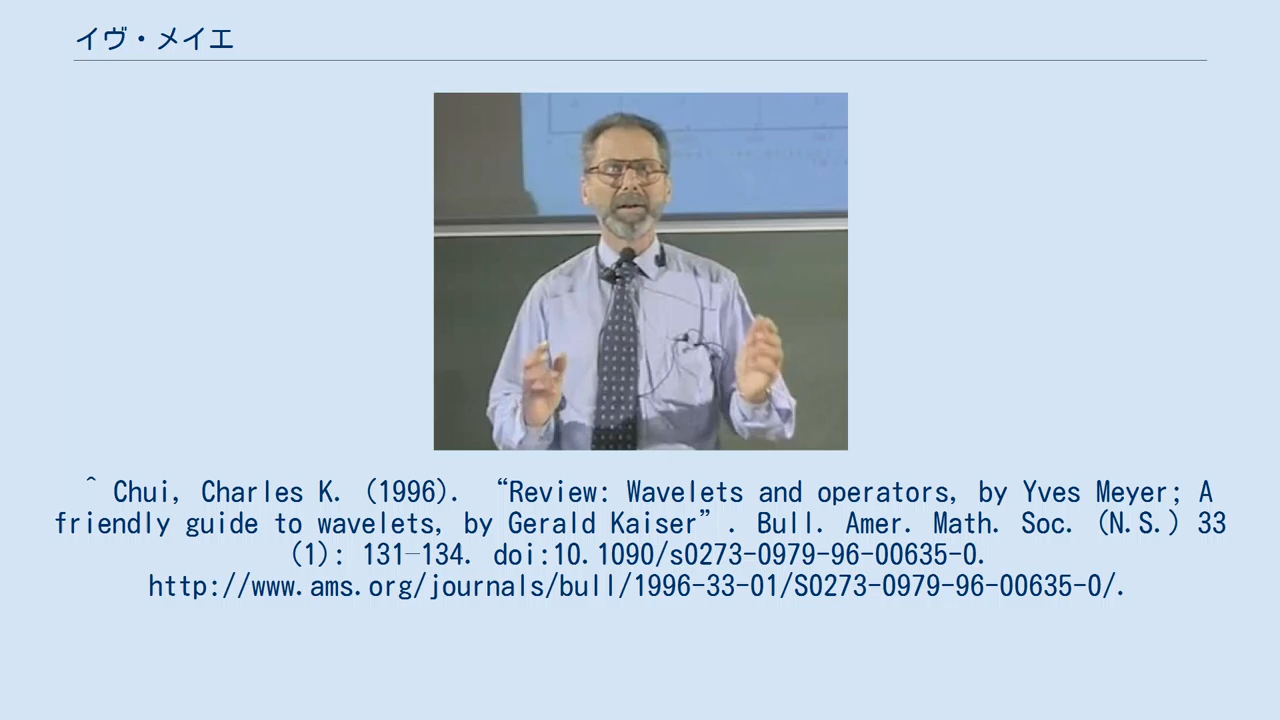 イヴ・メイエ
^ Chui, Charles K. (1996). “Review: Wavelets and operators, by Yves Meyer; A
friendly guide to wavelets, by Gerald Kaiser”. Bull. Amer. Math. Soc. (N.S.) 33
(1): 131–134. doi:10.1090/s0273-0979-96-00635-0.
http://www.ams.org/journals/bull/1996-33-01/S0273-0979-96-00635-0/.